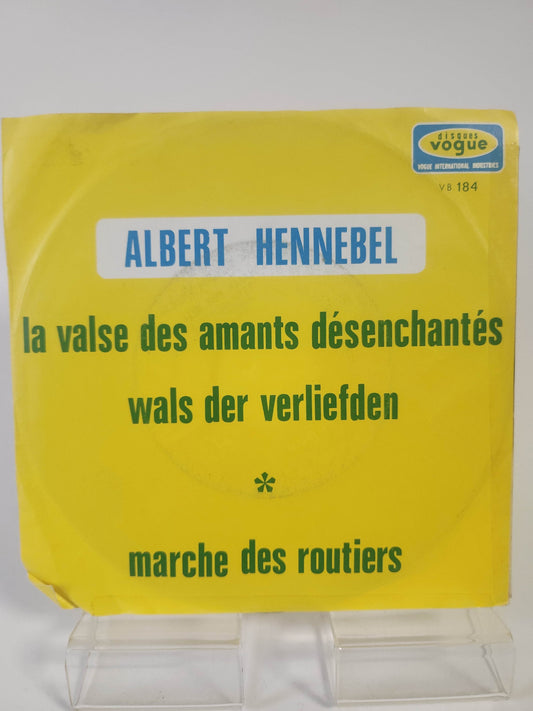 disques
vogue
VOGUE INTERNATIONAL INDUSTRIES
VB 184
ALBERT HENNEBEL
la valse des amants désenchantés
wals der verliefden
*
marche des routiers